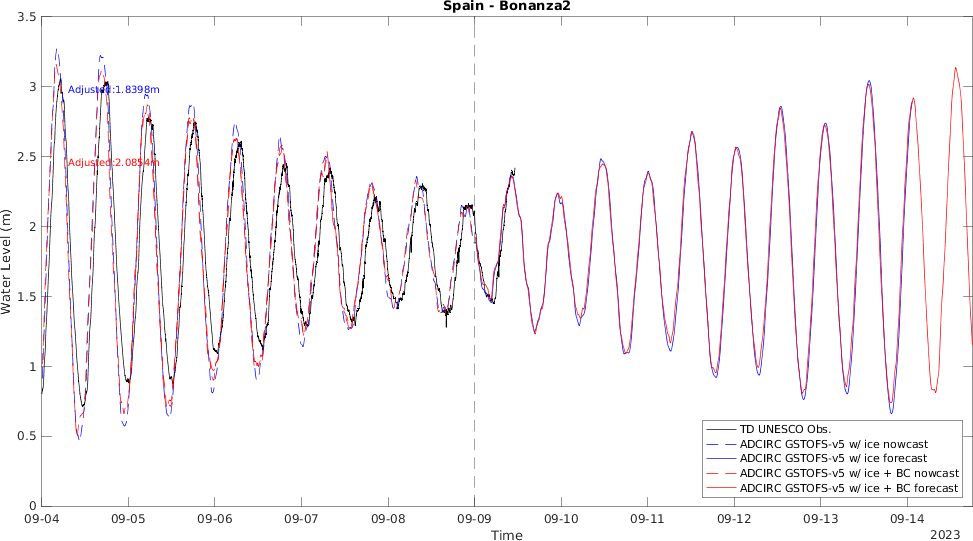 Spain - Bonanza2
3.5
3
2.5
2
1.5
1
0.5
0
Water Level (m)
Adjusted:1.8398m
Adjusted:2.0854m
TD UNESCO Obs.
ADCIRC GSTOFS-v5 w/ ice nowcast
ADCIRC GSTOFS-v5 w/ ice forecast
ADCIRC GSTOFS-v5 w/ ice + BC nowcast
ADCIRC GSTOFS-v5 w/ ice + BC forecast
09-04 09-05 09-06 09-07 09-08 09-09 09-10 09-11 09-12 09-13 09-14
Time
2023